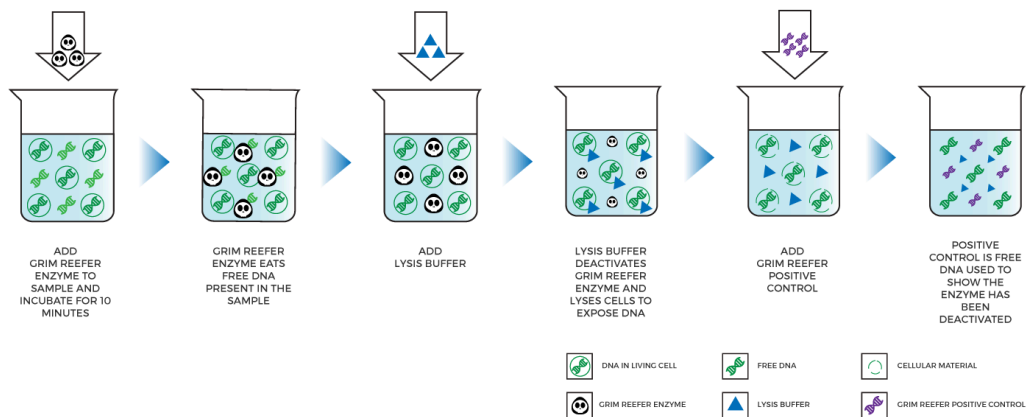 ADD
GRIM REEFER
ENZYME TO
SAMPLE AND
INCUBATE FOR 10
MINUTES
GRIM REEFER
ENZYME EATS
FREE DNA
PRESENT IN THE
SAMPLE
ADD
LYSIS BUFFER
LYSIS BUFFER
DEACTIVATES
GRIM REEFER
ENZYME AND
LYSES CELLS TO
EXPOSE DNA
ADD
GRIM REEFER
POSITIVE
CONTROL
POSITIVE
CONTROL IS FREE
DNA USED TO
SHOW THE
ENZYME HAS
BEEN
DEACTIVATED
DNA IN LIVING CELL
FREE DNA
CELLULAR MATERIAL
GRIM REEFER ENZYME
LYSIS BUFFER
GRIM REEFER POSITIVE CONTROL